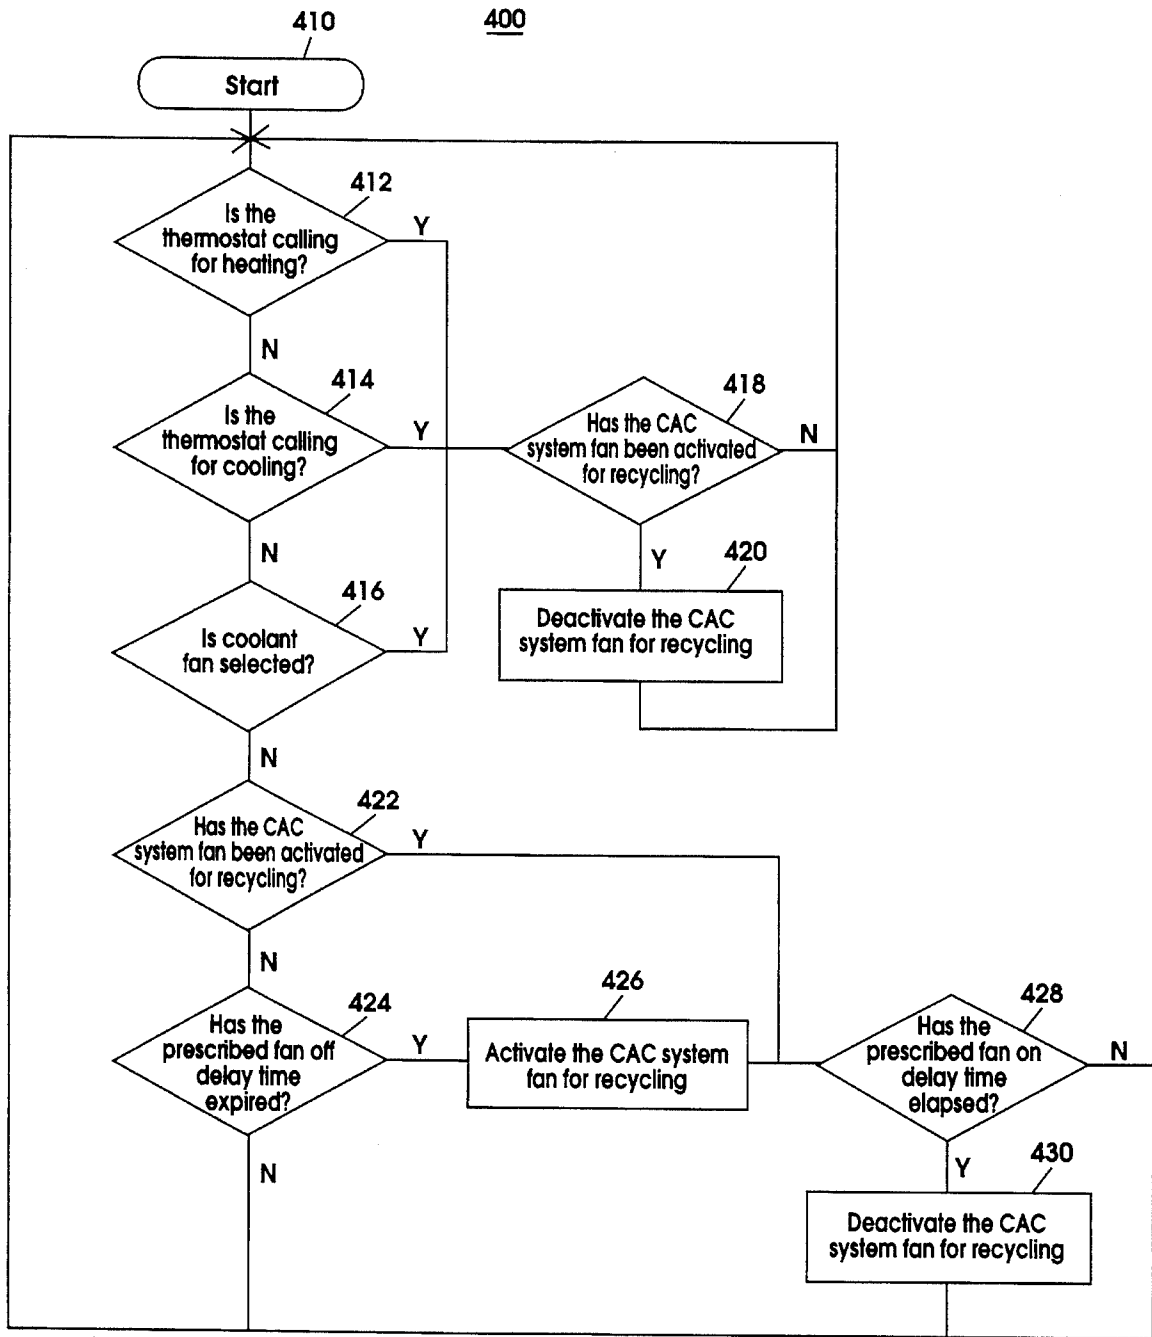 400
410
Start
412
Is the
thermostat calling
for heating?
Y
N
414
Is the
thermostat calling
for cooling?
Y
N
418
Has the CAC
system fan been activated
for recycling?
N
Y
420
Deactivate the CAC
system fan for recycling
416
Is coolant
fan selected?
Y
N
422
Has the CAC
system fan been activated
for recycling?
Y
N
424
Has the
prescribed fan off
delay time
expired?
Y
N
426
Activate the CAC system
fan for recycling
428
Has the
prescribed fan on
delay time
elapsed?
N
Y
430
Deactivate the CAC
system fan for recycling